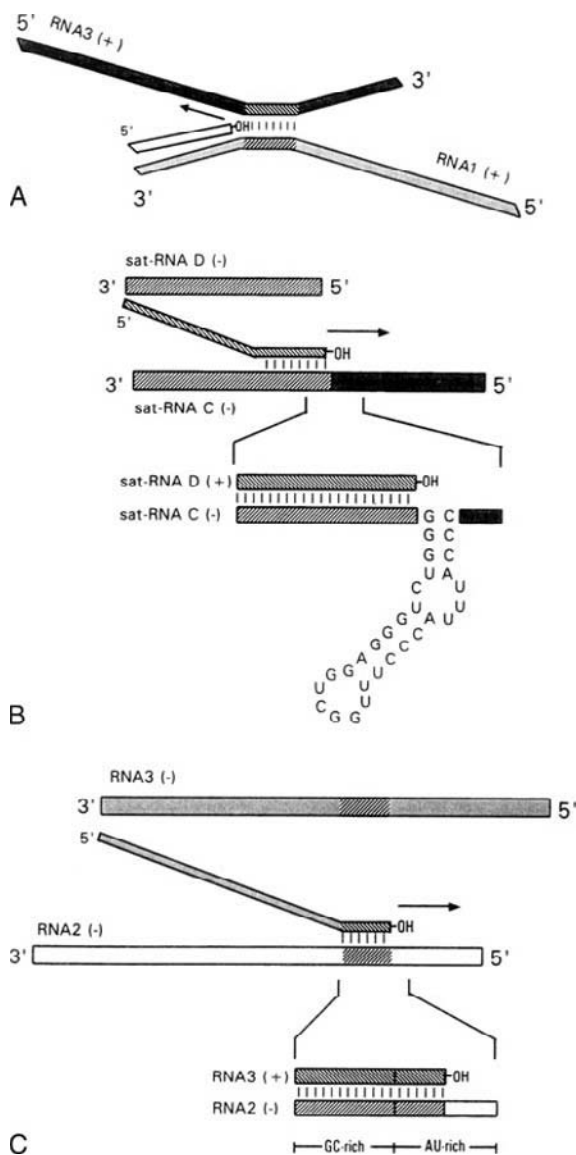 5' RNA3 (+)
3'
5' -OH
3' RNA1 (+)
5'
A
sat-RNA D (-)
3' 5'
5'
-OH
3' 5'
sat-RNA C (-)
sat-RNA D (+) -OH
sat-RNA C (-) G C
G C
G C
U A U
C U
U A U
G C
G C
G C
A U
G U
G U
U G
C G
B
RNA3 (-)
3' 5'
5'
-OH
RNA2 (-)
3' 5'
RNA3 (+) -OH
RNA2 (-)
C
GC-rich AU-rich